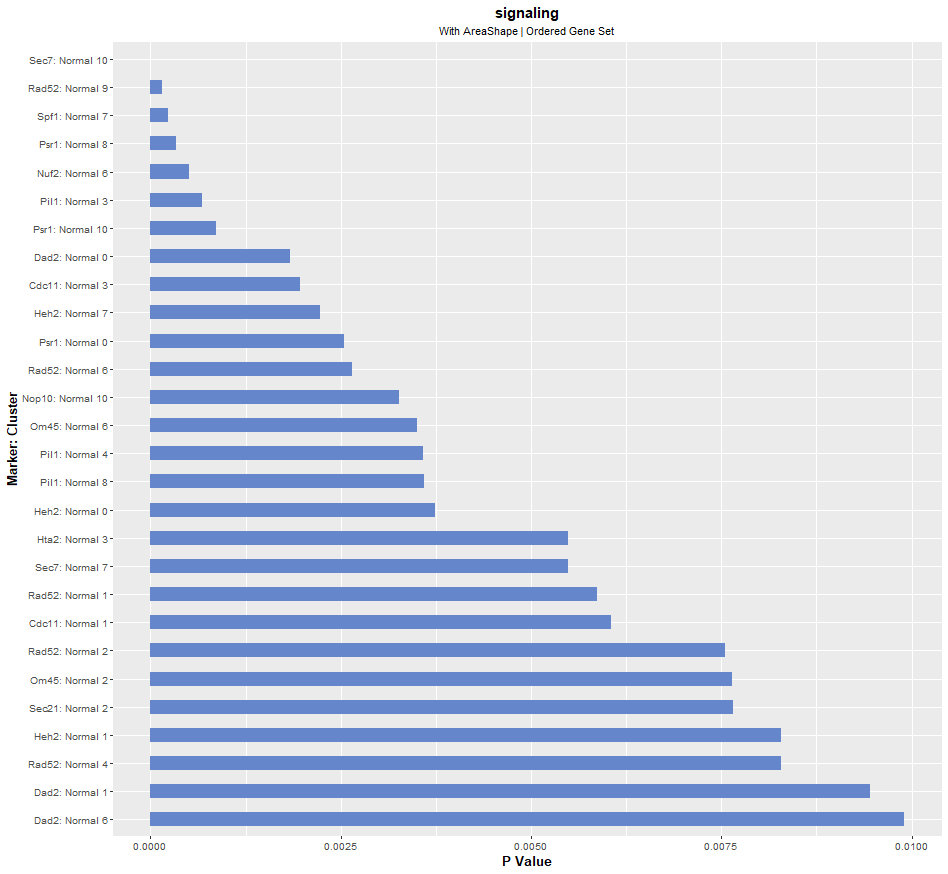 signaling
With AreaShape | Ordered Gene Set
Marker: Cluster
Sec7: Normal 10
Rad52: Normal 9
Spf1: Normal 7
Psr1: Normal 8
Nuf2: Normal 6
Pil1: Normal 3
Psr1: Normal 10
Dad2: Normal 0
Cdc11: Normal 3
Heh2: Normal 7
Psr1: Normal 0
Rad52: Normal 6
Nop10: Normal 10
Om45: Normal 6
Pil1: Normal 4
Pil1: Normal 8
Heh2: Normal 0
Hta2: Normal 3
Sec7: Normal 7
Rad52: Normal 1
Cdc11: Normal 1
Rad52: Normal 2
Om45: Normal 2
Sec21: Normal 2
Heh2: Normal 1
Rad52: Normal 4
Dad2: Normal 1
Dad2: Normal 6
0.0000 0.0025 0.0050 0.0075 0.0100
P Value